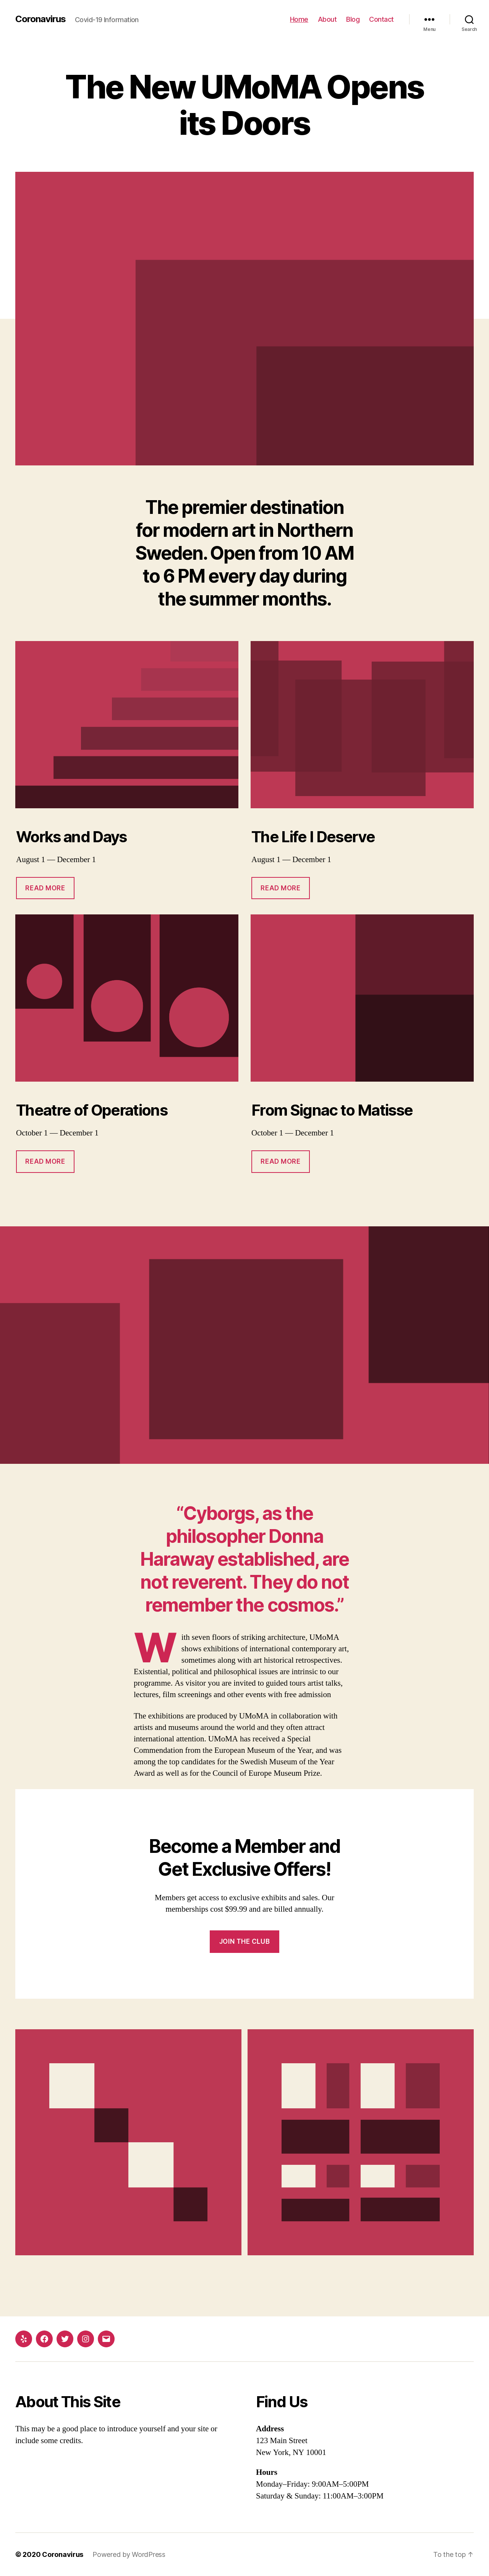 Coronavirus Covid-19 Information Home About Blog Contact
Menu Search
The New UMoMA Opens
its Doors
The premier destination
for modern art in Northern
Sweden. Open from 10 AM
to 6 PM every day during
the summer months.
Works and Days
August 1 — December 1
READ MORE
The Life I Deserve
August 1 — December 1
READ MORE
Theatre of Operations
October 1 — December 1
READ MORE
From Signac to Matisse
October 1 — December 1
READ MORE
“Cyborgs, as the
philosopher Donna
Haraway established, are
not reverent. They do not
remember the cosmos.”
With seven floors of striking architecture, UMoMA
shows exhibitions of international contemporary art,
sometimes along with art historical retrospectives.
Existential, political and philosophical issues are intrinsic to our
programme. As visitor you are invited to guided tours artist talks,
lectures, film screenings and other events with free admission
The exhibitions are produced by UMoMA in collaboration with
artists and museums around the world and they often attract
international attention. UMoMA has received a Special
Commendation from the European Museum of the Year, and was
among the top candidates for the Swedish Museum of the Year
Award as well as for the Council of Europe Museum Prize.
Become a Member and
Get Exclusive Offers!
Members get access to exclusive exhibits and sales. Our
memberships cost $99.99 and are billed annually.
JOIN THE CLUB
About This Site
This may be a good place to introduce yourself and your site or
include some credits.
Find Us
Address
123 Main Street
New York, NY 10001
Hours
Monday–Friday: 9:00AM–5:00PM
Saturday & Sunday: 11:00AM–3:00PM
© 2020 Coronavirus Powered by WordPress To the top ↑